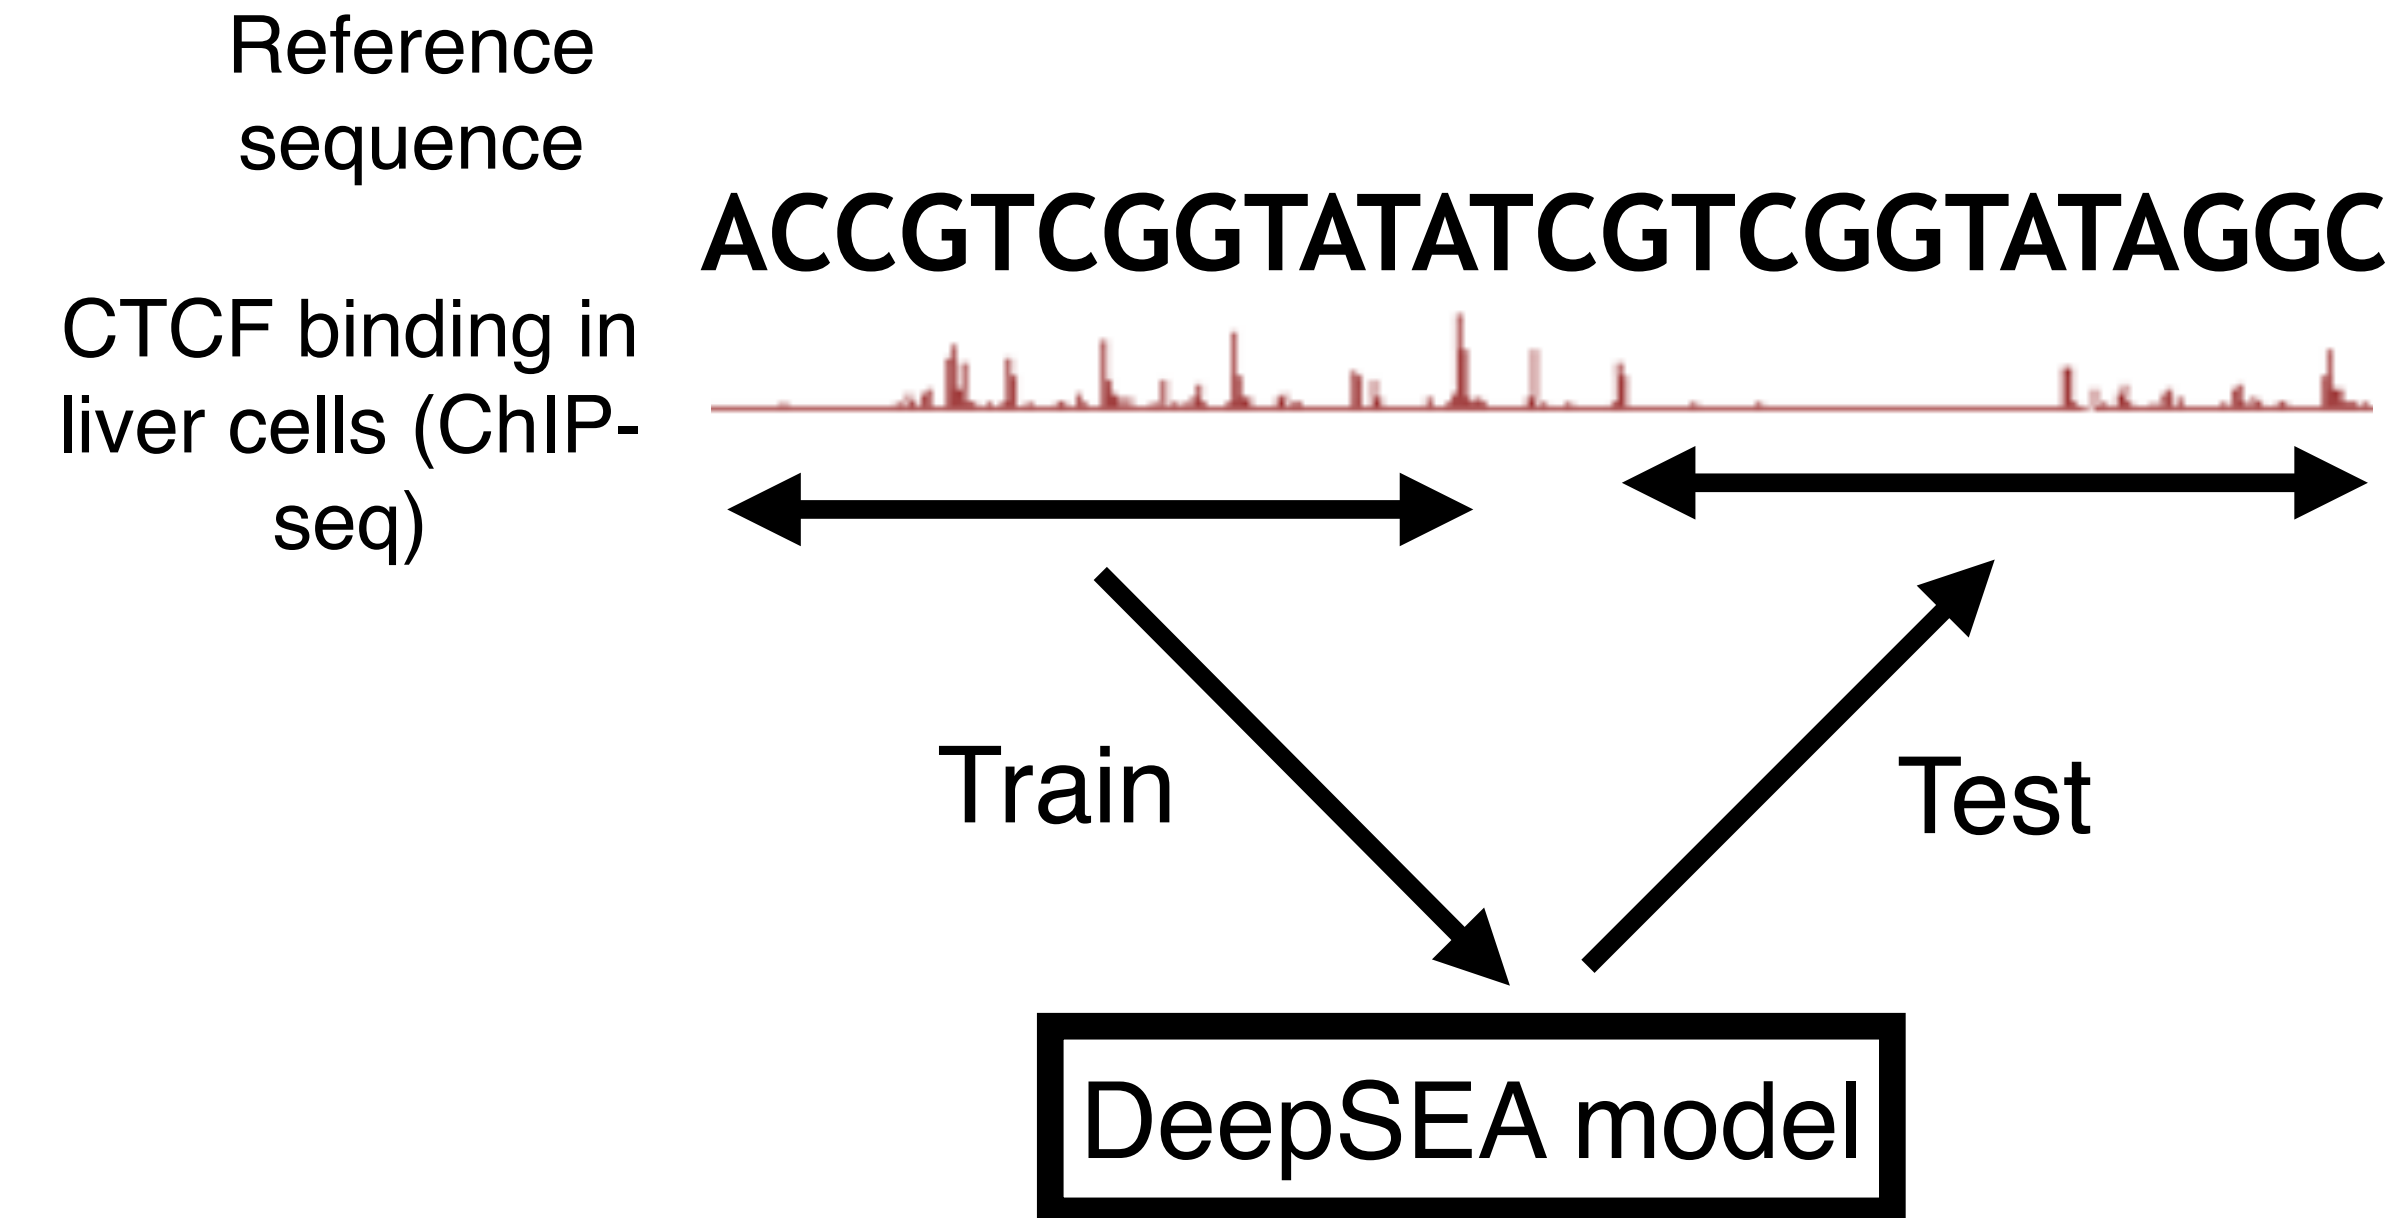 Reference
sequence
ACCGTCGGTATATCGTCGGTATAGGC
CTCF binding in
liver cells (ChIP-
seq)
Train
Test
DeepSEA model